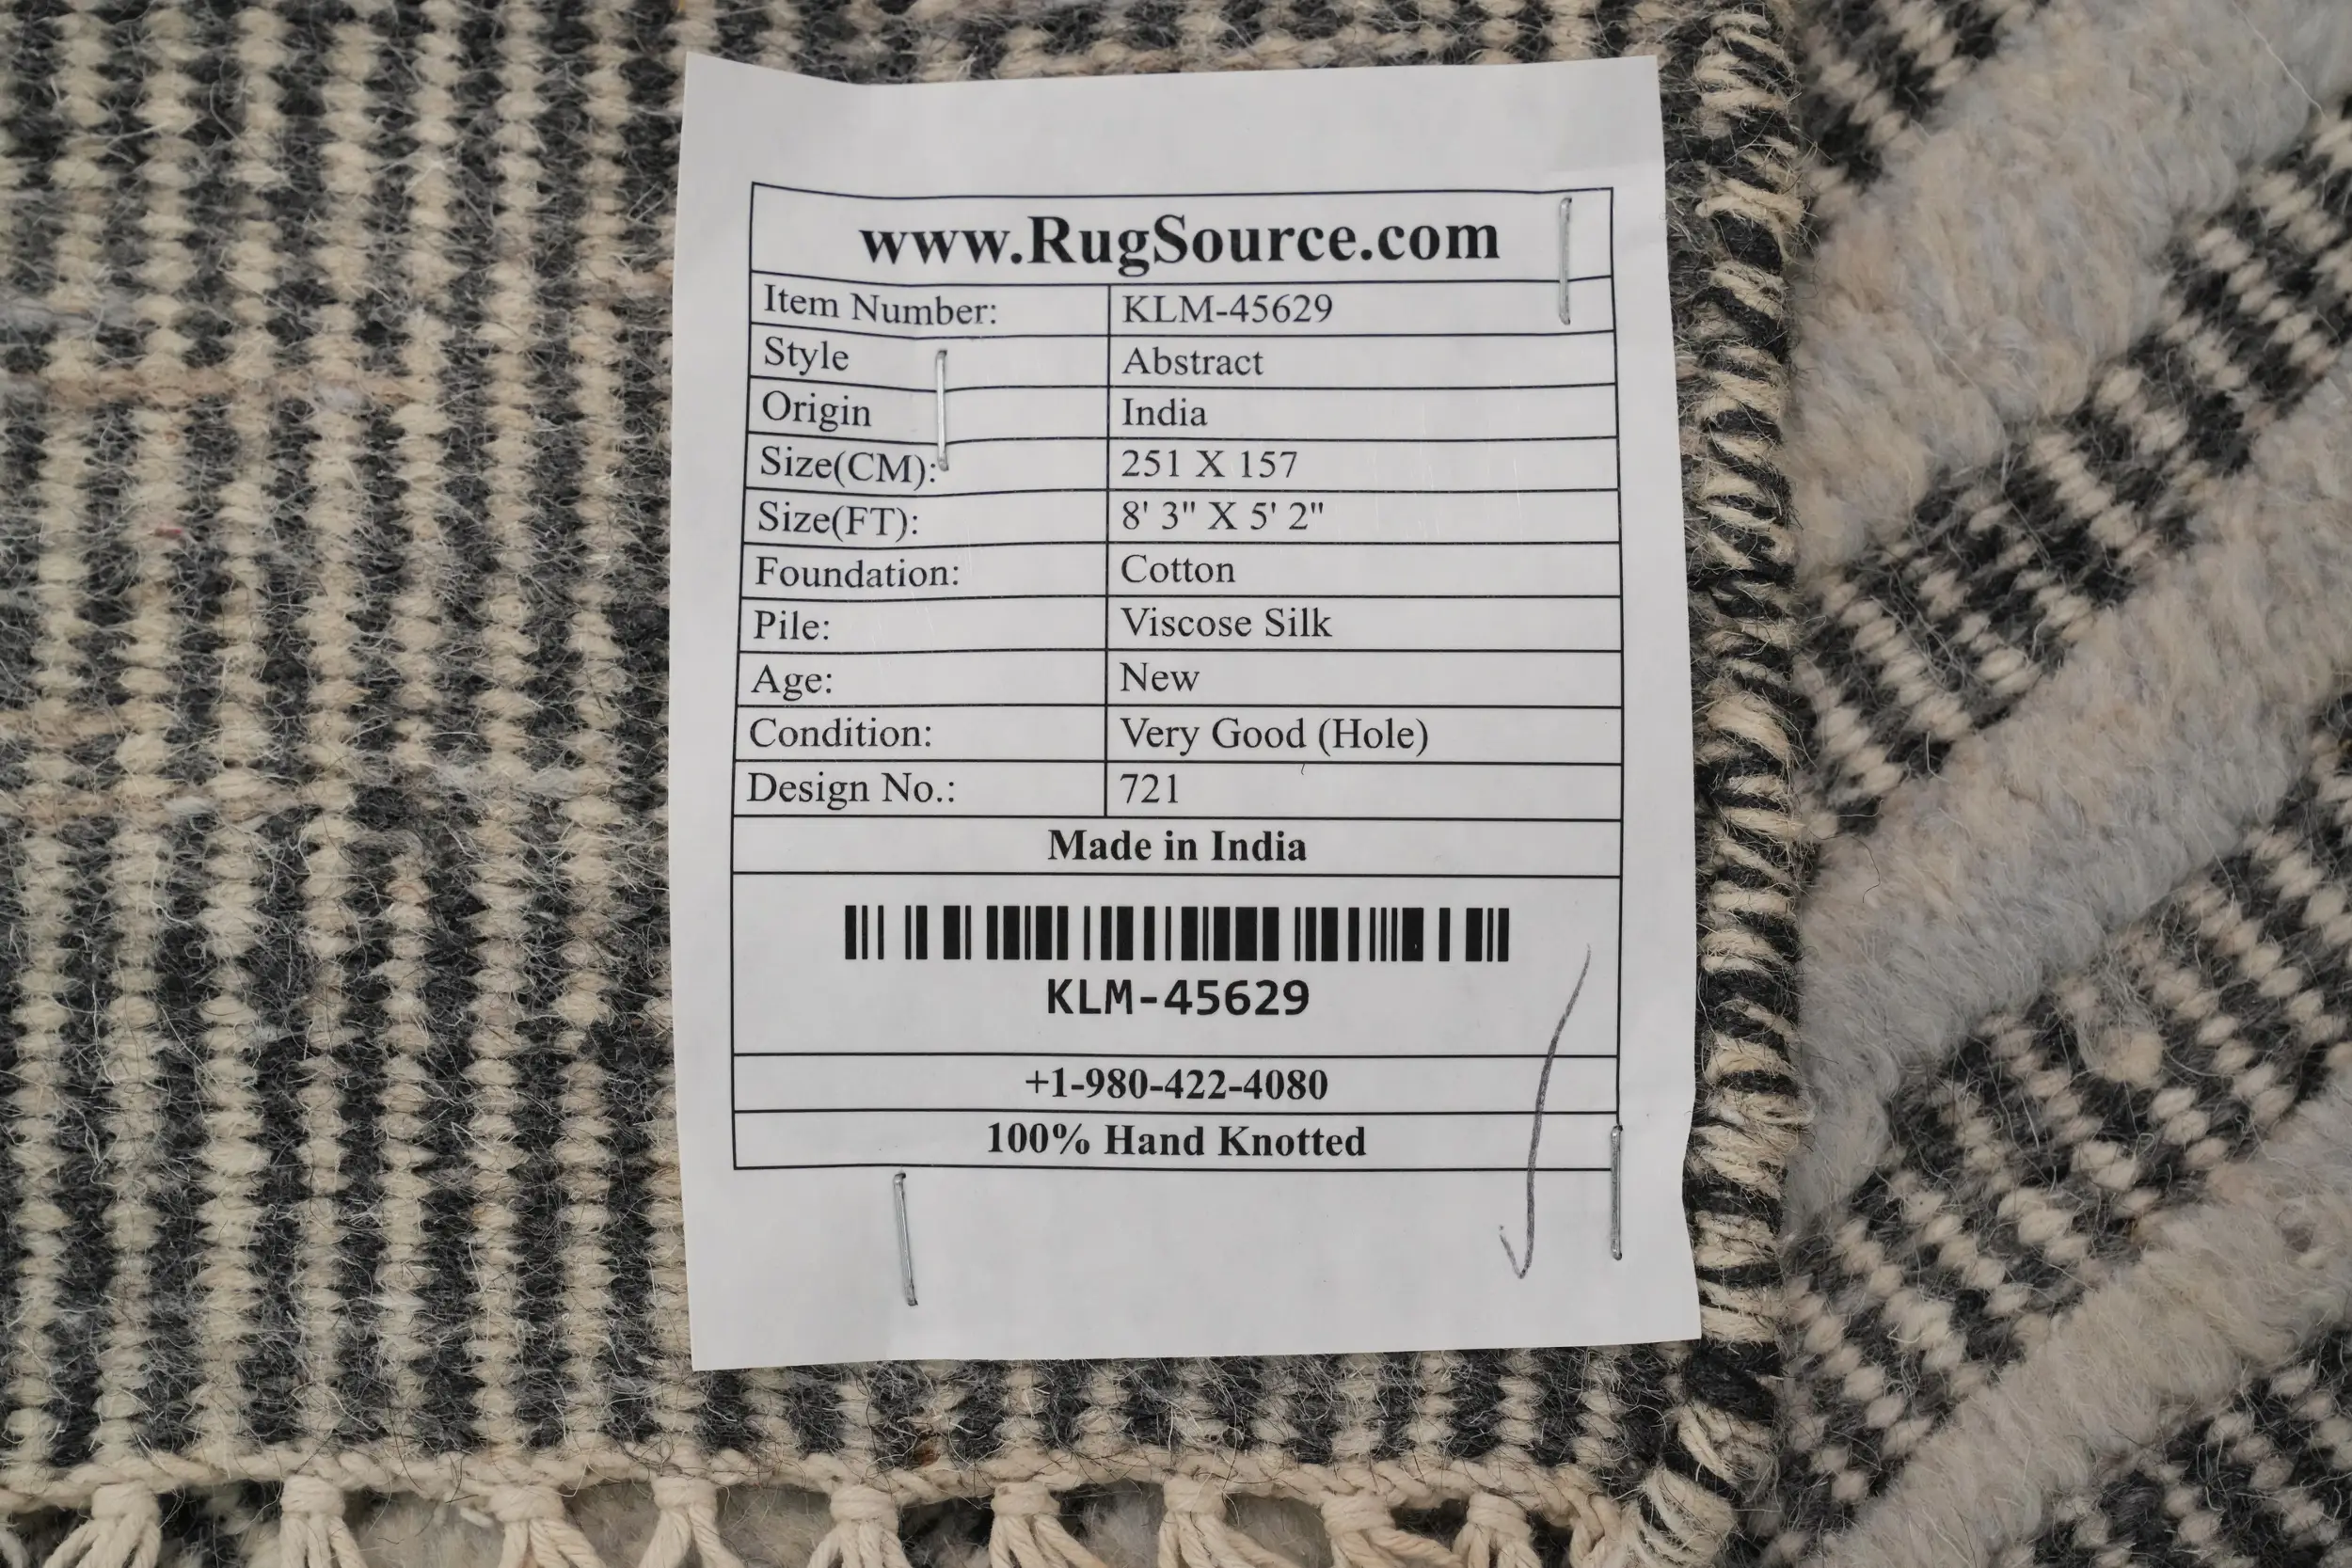 www.RugSource.com
Item Number: KLM-45629
Style Abstract
Origin India
Size(CM): 251 X 157
Size(FT): 8' 3" X 5' 2"
Foundation: Cotton
Pile: Viscose Silk
Age: New
Condition: Very Good (Hole)
Design No.: 721
Made in India
KLM-45629
+1-980-422-4080
100% Hand Knotted